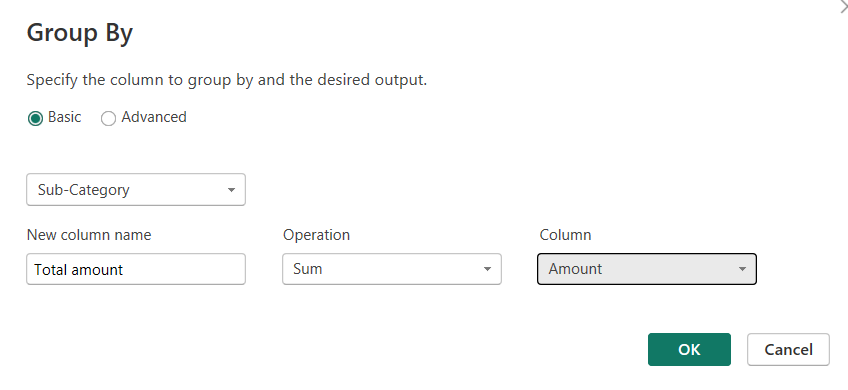 Group By
Specify the column to group by and the desired output.
Basic Advanced
Sub-Category
New column name Operation Column
Total amount Sum Amount
OK Cancel